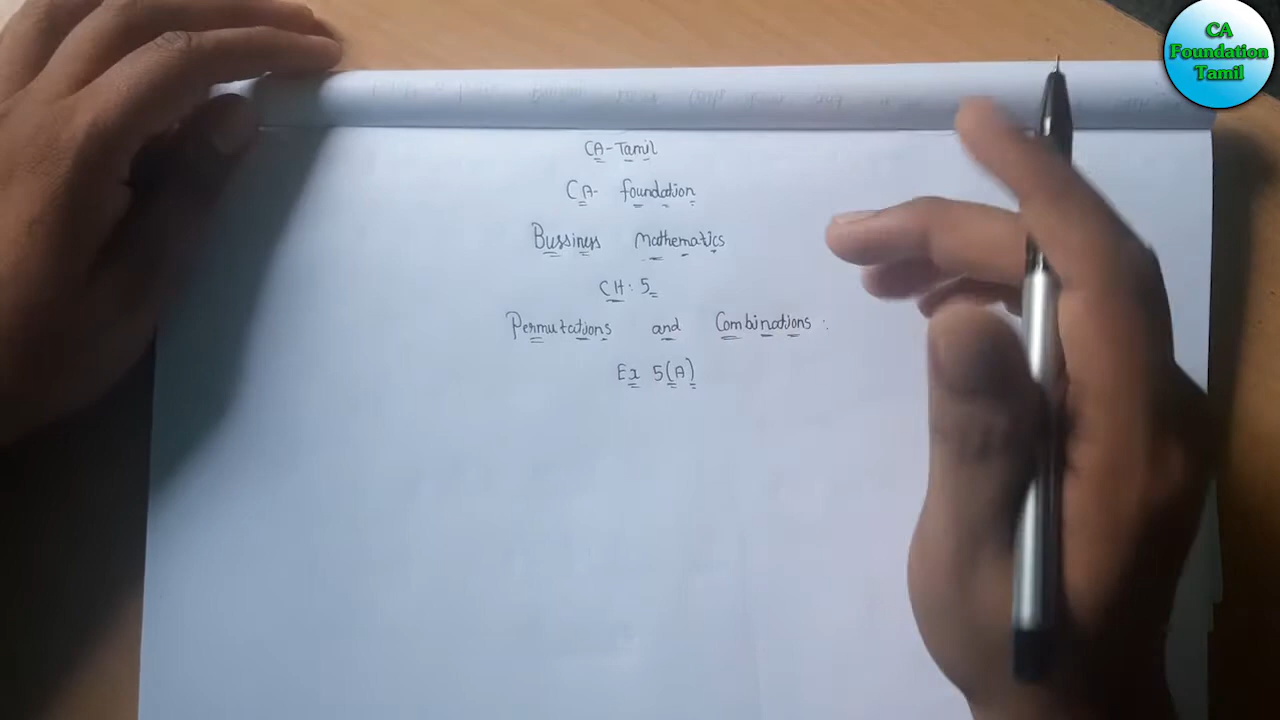 CA
Foundation
Tamil
CA-Tamil
CA- foundation
Bussiness Mathematics
CH: 5
Permutations and Combinations :
Ex 5(A)